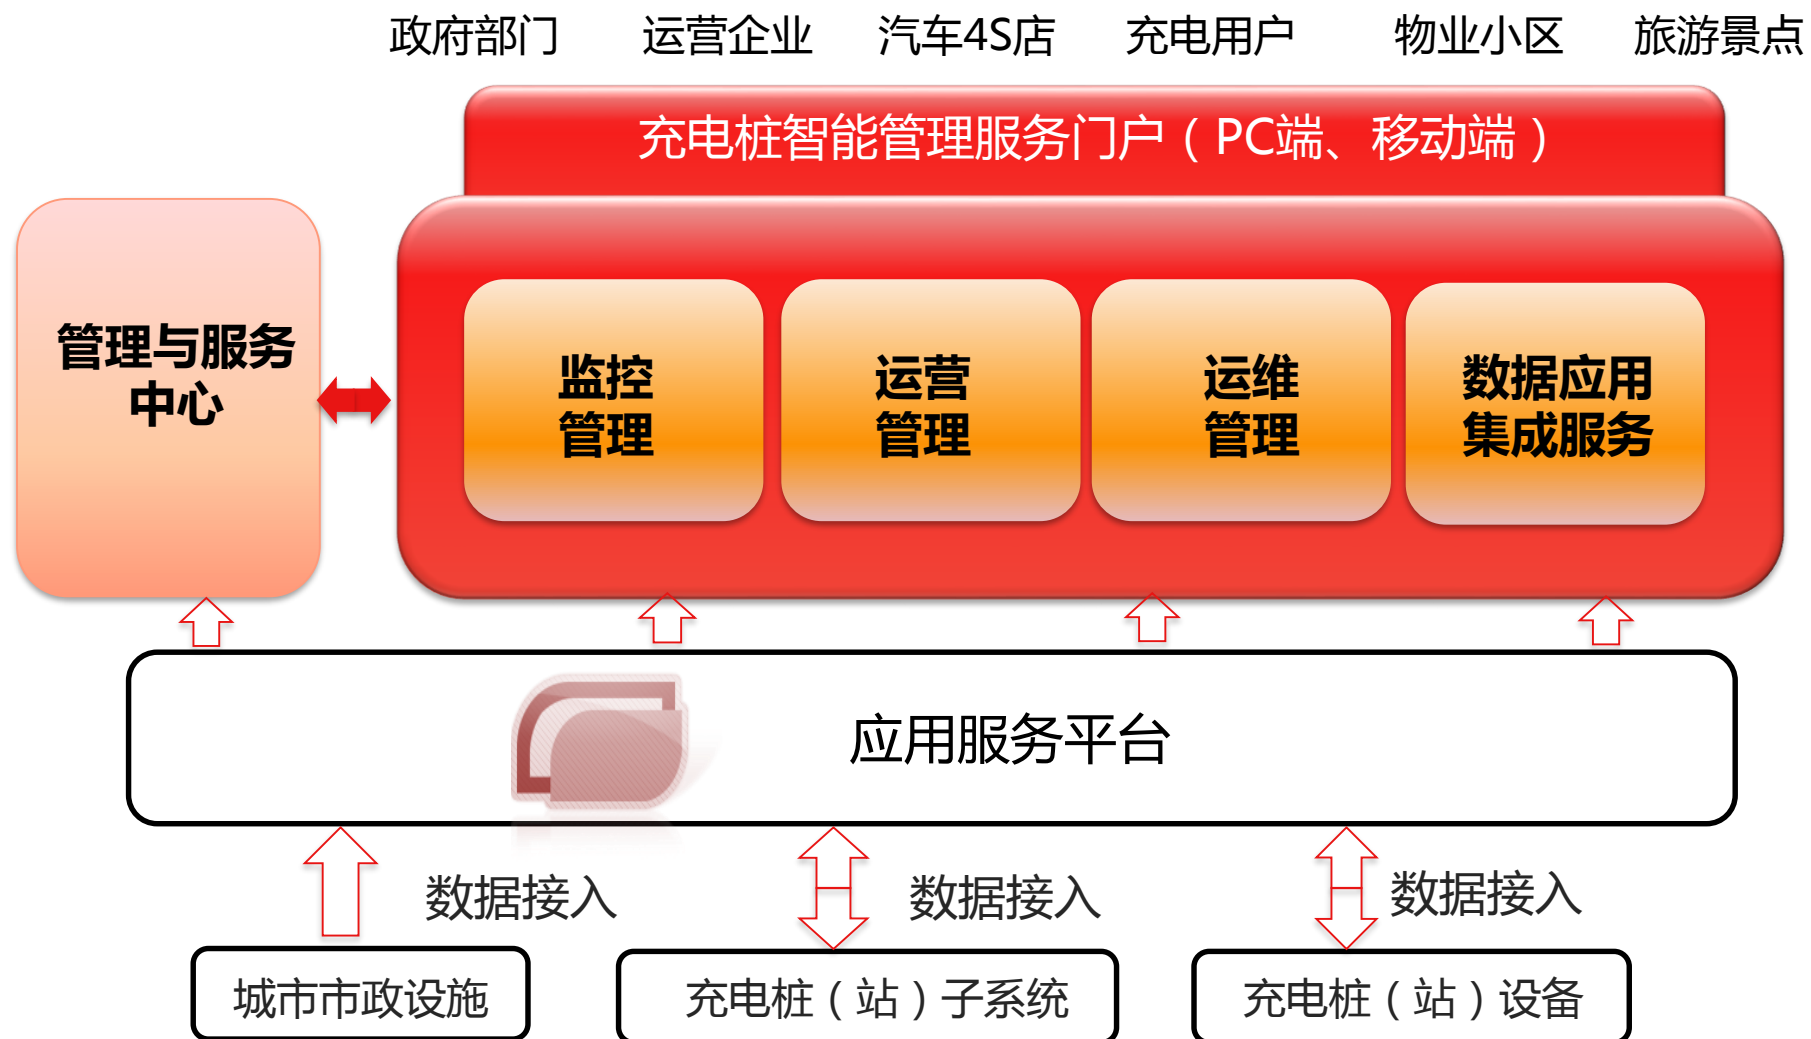 政府部门 运营企业 汽车4S店 充电用户 物业小区 旅游景点
充电桩智能管理服务门户（PC端、移动端）
管理与服务
中心
监控
管理
运营
管理
运维
管理
数据应用
集成服务
应用服务平台
数据接入 数据接入 数据接入
城市市政设施 充电桩（站）子系统 充电桩（站）设备